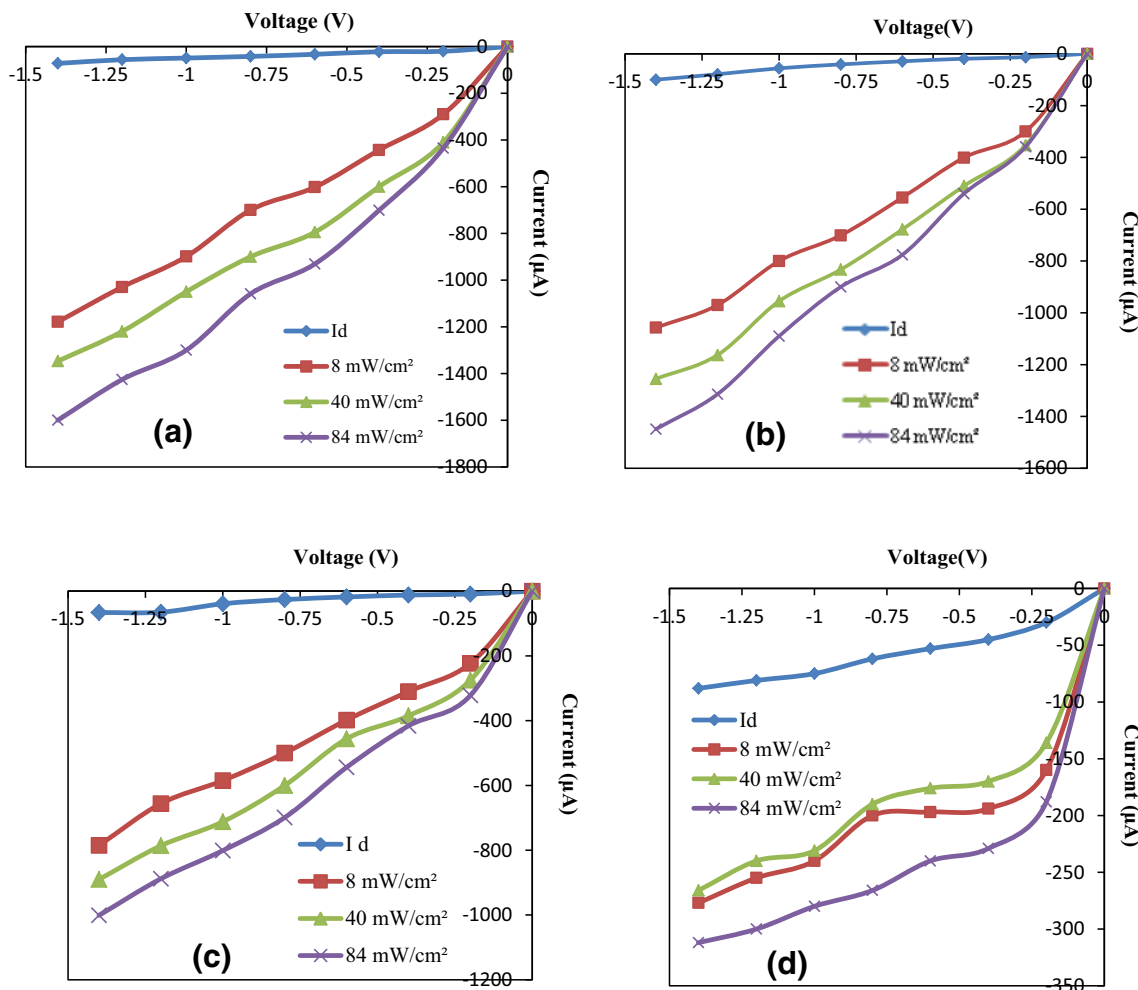 Voltage (V)
-1.5 -1.25 -1 -0.75 -0.5 -0.25 0
0
-200
-400
-600
-800
-1000
-1200
-1400
-1600
-1800
Current (µA)
Id
8 mW/cm²
40 mW/cm²
84 mW/cm²
(a)
Voltage(V)
-1.5 -1.25 -1 -0.75 -0.5 -0.25 0
0
-200
-400
-600
-800
-1000
-1200
-1400
-1600
Current (µA)
Id
8 mW/cm²
40 mW/cm²
84 mW/cm²
(b)
Voltage (V)
-1.5 -1.25 -1 -0.75 -0.5 -0.25 0
0
-200
-400
-600
-800
-1000
-1200
Current (µA)
I d
8 mW/cm²
40 mW/cm²
84 mW/cm²
(c)
Voltage(V)
-1.5 -1.25 -1 -0.75 -0.5 -0.25 0
0
-50
-100
-150
-200
-250
-300
-350
Current (µA)
Id
8 mW/cm²
40 mW/cm²
84 mW/cm²
(d)